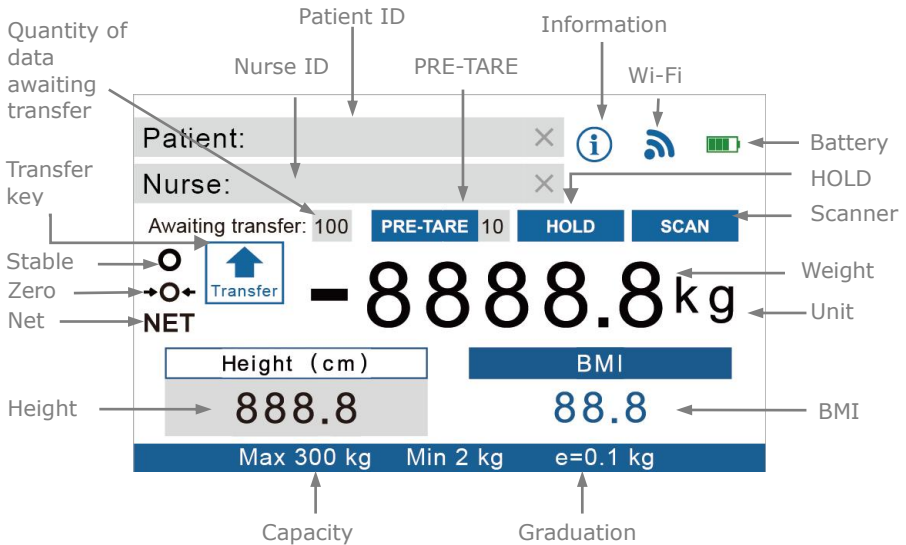 Patient ID
Quantity of
data
awaiting
transfer
Information
Nurse ID
PRE-TARE
Wi-Fi
Patient: ×
i
Battery
Transfer
key
Nurse: ×
HOLD
Awaiting transfer: 100 PRE-TARE 10 HOLD SCAN
Scanner
Stable
Zero
Net
Transfer
NET
-8888.8 kg
Weight
Unit
Height (cm) BMI
Height
888.8 88.8
BMI
Max 300 kg Min 2 kg e=0.1 kg
Capacity
Graduation